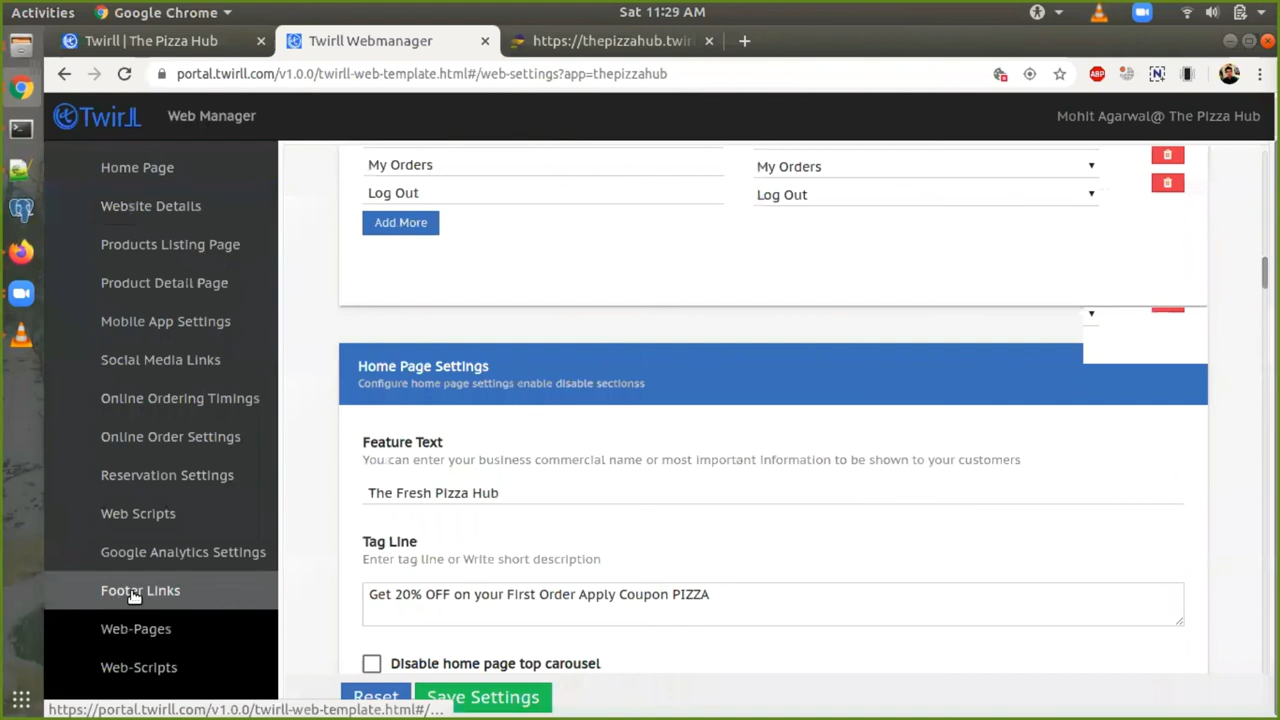 Activities Google Chrome Sat 11:29 AM
Twirll | The Pizza Hub Twirll Webmanager https://thepizzahub.twirl
portal.twirll.com/v1.0.0/twirll-web-template.html#/web-settings?app=thepizzahub
Twirll Web Manager Mohit Agarwal@ The Pizza Hub
Home Page
Website Details
Products Listing Page
Product Detail Page
Mobile App Settings
Social Media Links
Online Ordering Timings
Online Order Settings
Reservation Settings
Web Scripts
Google Analytics Settings
Footer Links
Web-Pages
Web-Scripts
My Orders My Orders
Log Out Log Out
Add More
Home Page Settings
Configure home page settings enable disable sectionss
Feature Text
You can enter your business commercial name or most important information to be shown to your customers
The Fresh Pizza Hub
Tag Line
Enter tag line or Write short description
Get 20% OFF on your First Order Apply Coupon PIZZA
Disable home page top carousel
Reset Save Settings
https://portal.twirll.com/v1.0.0/twirll-web-template.html#/...